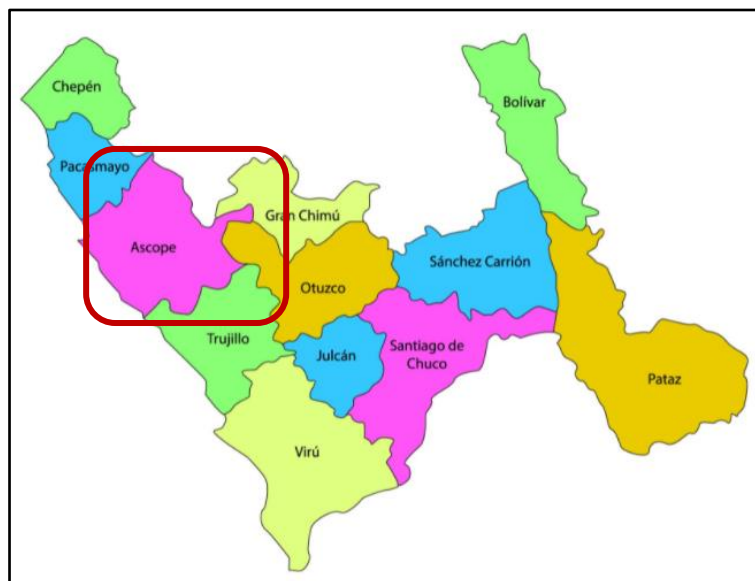 Chepén
Bolívar
Pacasmayo
Gran Chimú
Ascope
Sánchez Carrión
Otuzco
Trujillo
Julcán
Santiago de
Chuco
Pataz
Virú